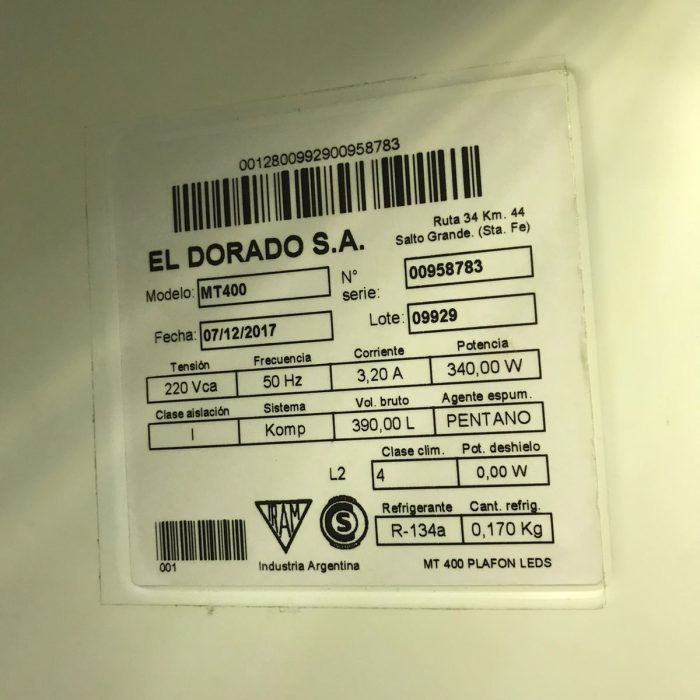 001280099290095​8783
EL DORADO S.A.
Ruta 34 Km. 44
Salto Grande. (Sta. Fe)
Modelo: MT400
N° serie: 00958783
Fecha: 07/12/2017
Lote: 09929
Tensión Frecuencia Corriente Potencia
220 Vca 50 Hz 3,20 A 340,00 W
Clase aislación Sistema Vol. bruto Agente espum.
I Komp 390,00 L PENTANO
Clase clim. Pot. deshielo
L2 4 0,00 W
Refrigerante Cant. refrig.
R-134a 0,170 Kg
IRAM S
001 Industria Argentina MT 400 PLAFON LEDS